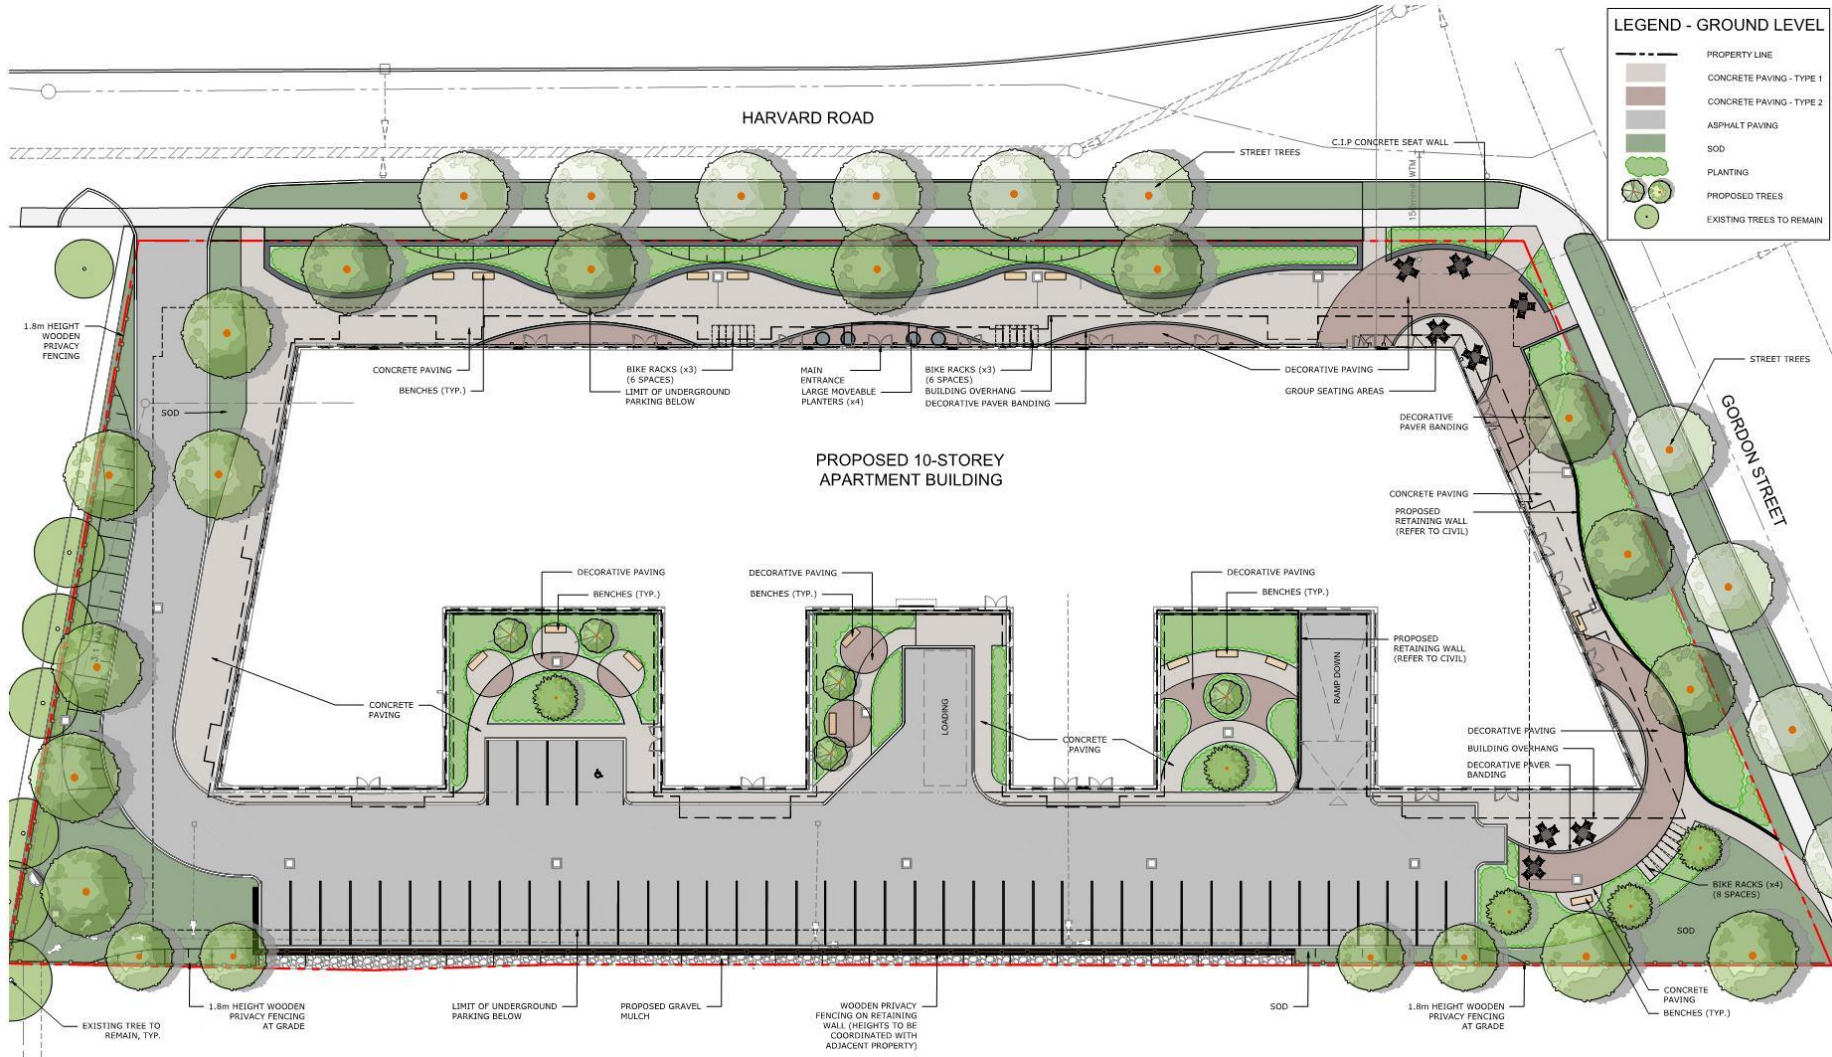 LEGEND - GROUND LEVEL
PROPERTY LINE
CONCRETE PAVING - TYPE 1
CONCRETE PAVING - TYPE 2
ASPHALT PAVING
SOD
PLANTING
PROPOSED TREES
EXISTING TREES TO REMAIN
HARVARD ROAD
C.I.P CONCRETE SEAT WALL
STREET TREES
1.8m HEIGHT
WOODEN
PRIVACY
FENCING
CONCRETE PAVING
BENCHES (TYP.)
BIKE RACKS (x3)
(6 SPACES)
LIMIT OF UNDERGROUND
PARKING BELOW
MAIN
ENTRANCE
LARGE MOVEABLE
PLANTERS (x4)
BIKE RACKS (x3)
(6 SPACES)
BUILDING OVERHANG
DECORATIVE PAVER BANDING
DECORATIVE PAVING
GROUP SEATING AREAS
STREET TREES
SOD
DECORATIVE
PAVER BANDING
GORDON STREET
PROPOSED 10-STOREY
APARTMENT BUILDING
CONCRETE PAVING
PROPOSED
RETAINING WALL
(REFER TO CIVIL)
DECORATIVE PAVING
BENCHES (TYP.)
DECORATIVE PAVING
BENCHES (TYP.)
DECORATIVE PAVING
BENCHES (TYP.)
PROPOSED
RETAINING WALL
(REFER TO CIVIL)
RAMP DOWN
LOADING
CONCRETE
PAVING
CONCRETE
PAVING
DECORATIVE PAVING
BUILDING OVERHANG
DECORATIVE PAVER
BANDING
BIKE RACKS (x4)
(8 SPACES)
SOD
EXISTING TREE TO
REMAIN, TYP.
1.8m HEIGHT WOODEN
PRIVACY FENCING
AT GRADE
LIMIT OF UNDERGROUND
PARKING BELOW
PROPOSED GRAVEL
MULCH
WOODEN PRIVACY
FENCING ON RETAINING
WALL (HEIGHTS TO BE
COORDINATED WITH
ADJACENT PROPERTY)
SOD
1.8m HEIGHT WOODEN
PRIVACY FENCING
AT GRADE
CONCRETE
PAVING
BENCHES (TYP.)